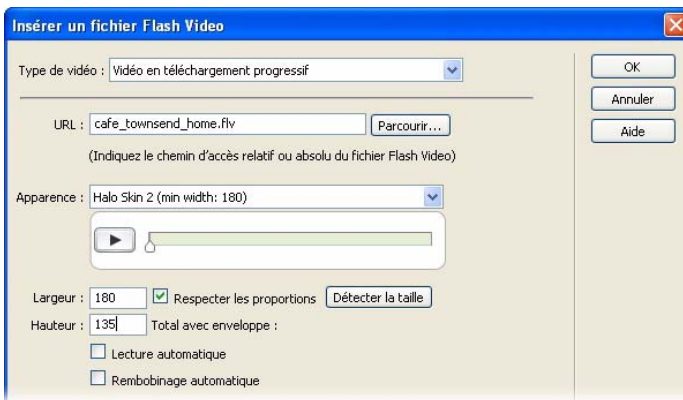 Insérer un fichier Flash Video
Type de vidéo : Vidéo en téléchargement progressif
OK
Annuler
Aide
URL : cafe_townsend_home.flv Parcourir...
(Indiquez le chemin d'accès relatif ou absolu du fichier Flash Video)
Apparence : Halo Skin 2 (min width: 180)
Largeur : 180 Respecter les proportions Détecter la taille
Hauteur : 135 Total avec enveloppe :
Lecture automatique
Rembobinage automatique